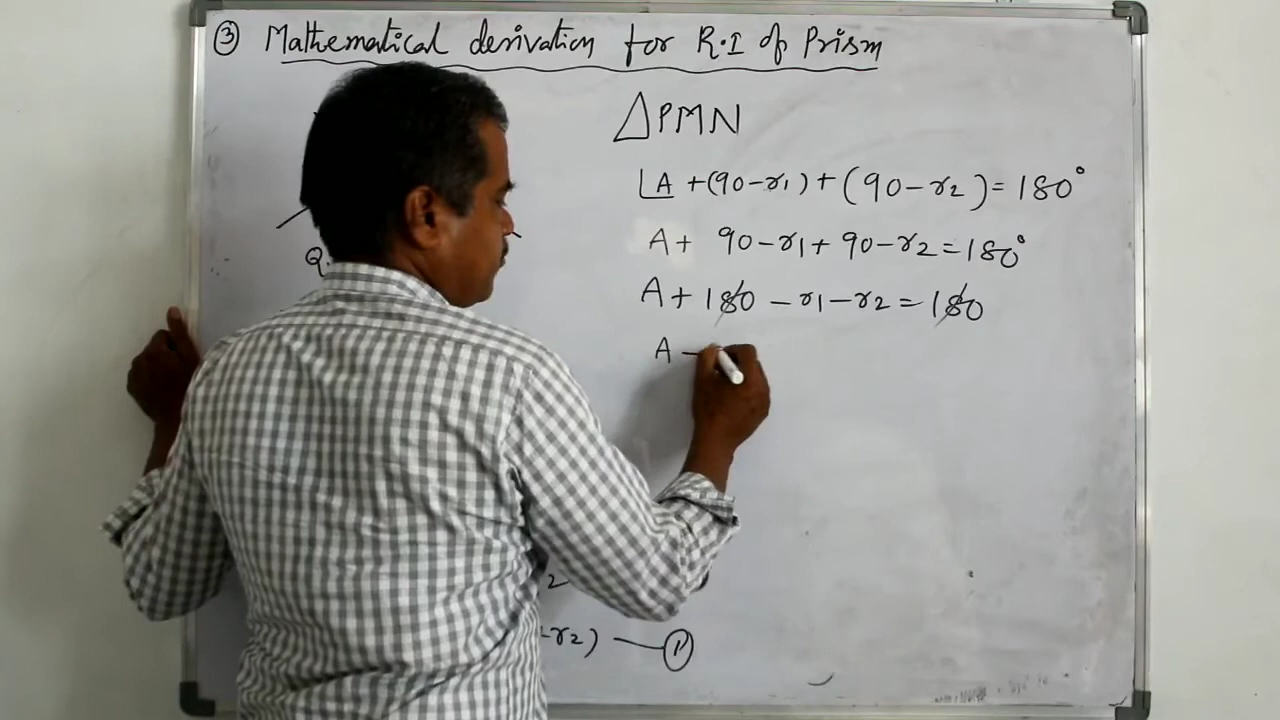 ③ Mathematical derivation for R.I of Prism
△PMN
∠A + (90-r₁) + (90-r₂) = 180°
A + 90-r₁ + 90-r₂ = 180°
A + 180 - r₁ - r₂ = 180
A -
Q
2
-r₂) — ①